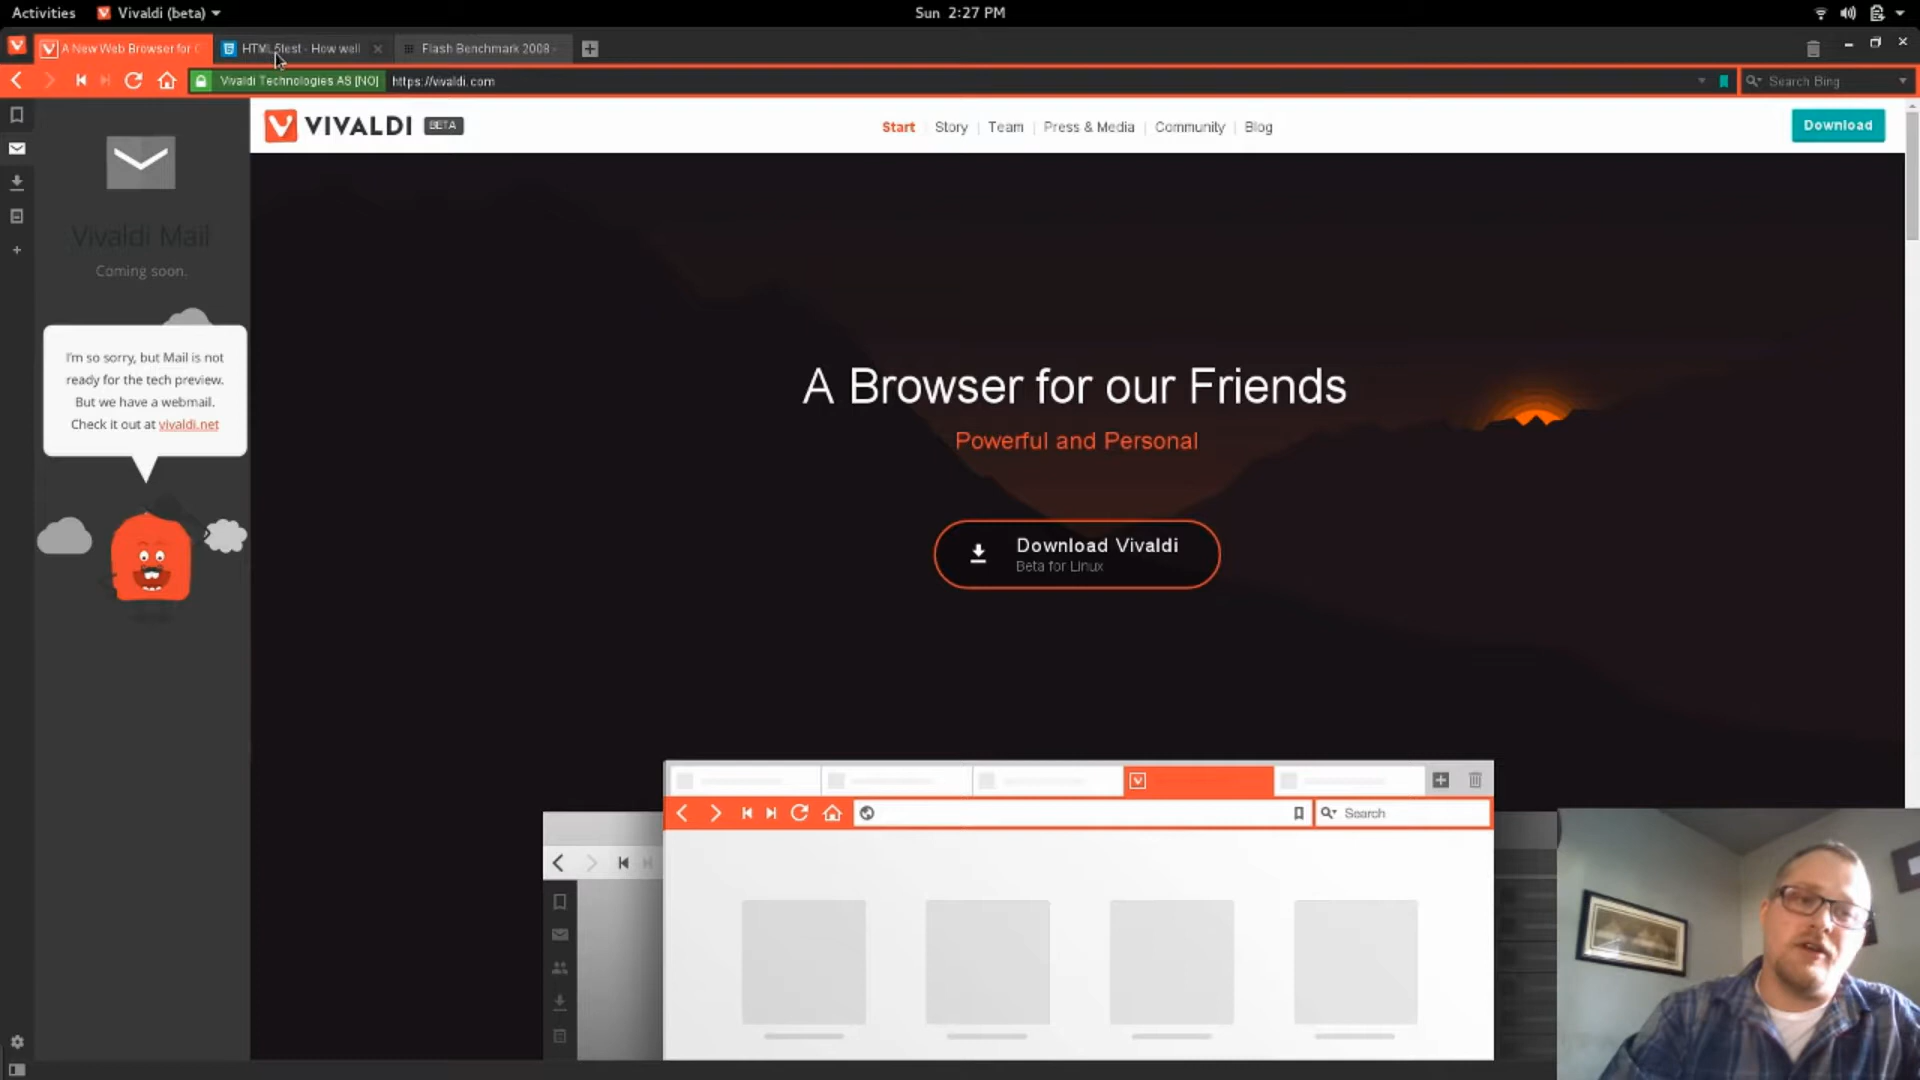 Activities
Vivaldi (beta)
Sun 2:27 PM
A New Web Browser for
HTML5test - How well
Flash Benchmark 2008
Vivaldi Technologies AS [NO]
https://vivaldi.com
Search Bing
VIVALDI
BETA
Start
Story
Team
Press & Media
Community
Blog
Download
Vivaldi Mail
Coming soon.
I'm so sorry, but Mail is not
ready for the tech preview.
But we have a webmail.
Check it out at vivaldi.net
A Browser for our Friends
Powerful and Personal
Download Vivaldi
Beta for Linux
Search